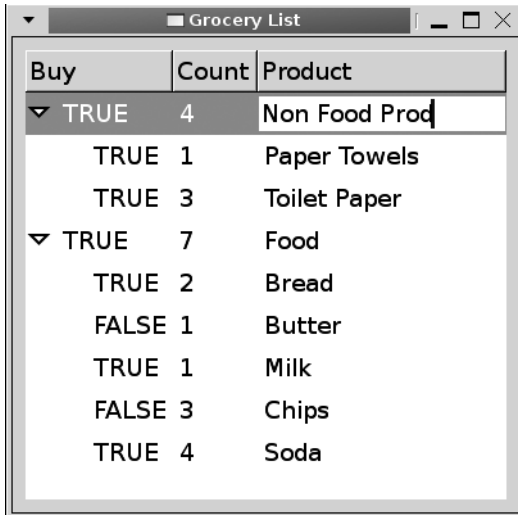 Grocery List
Buy Count Product
TRUE 4 Non Food Prod
TRUE 1 Paper Towels
TRUE 3 Toilet Paper
TRUE 7 Food
TRUE 2 Bread
FALSE 1 Butter
TRUE 1 Milk
FALSE 3 Chips
TRUE 4 Soda